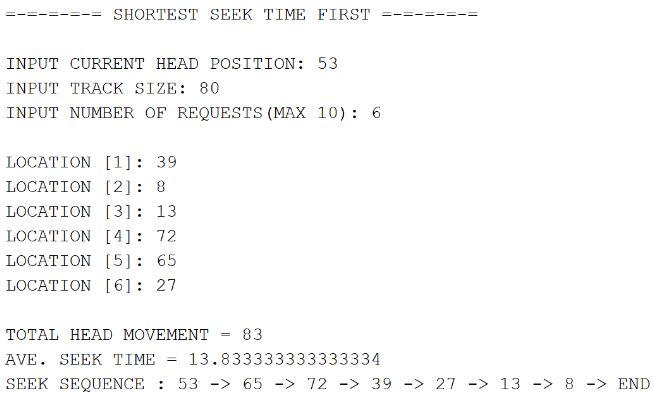 =-=-=-=-= SHORTEST SEEK TIME FIRST =-=-=-=-=
INPUT CURRENT HEAD POSITION: 53
INPUT TRACK SIZE: 80
INPUT NUMBER OF REQUESTS(MAX 10): 6
LOCATION [1]: 39
LOCATION [2]: 8
LOCATION [3]: 13
LOCATION [4]: 72
LOCATION [5]: 65
LOCATION [6]: 27
TOTAL HEAD MOVEMENT = 83
AVE. SEEK TIME = 13.833333333333334
SEEK SEQUENCE : 53 -> 65 -> 72 -> 39 -> 27 -> 13 -> 8 -> END